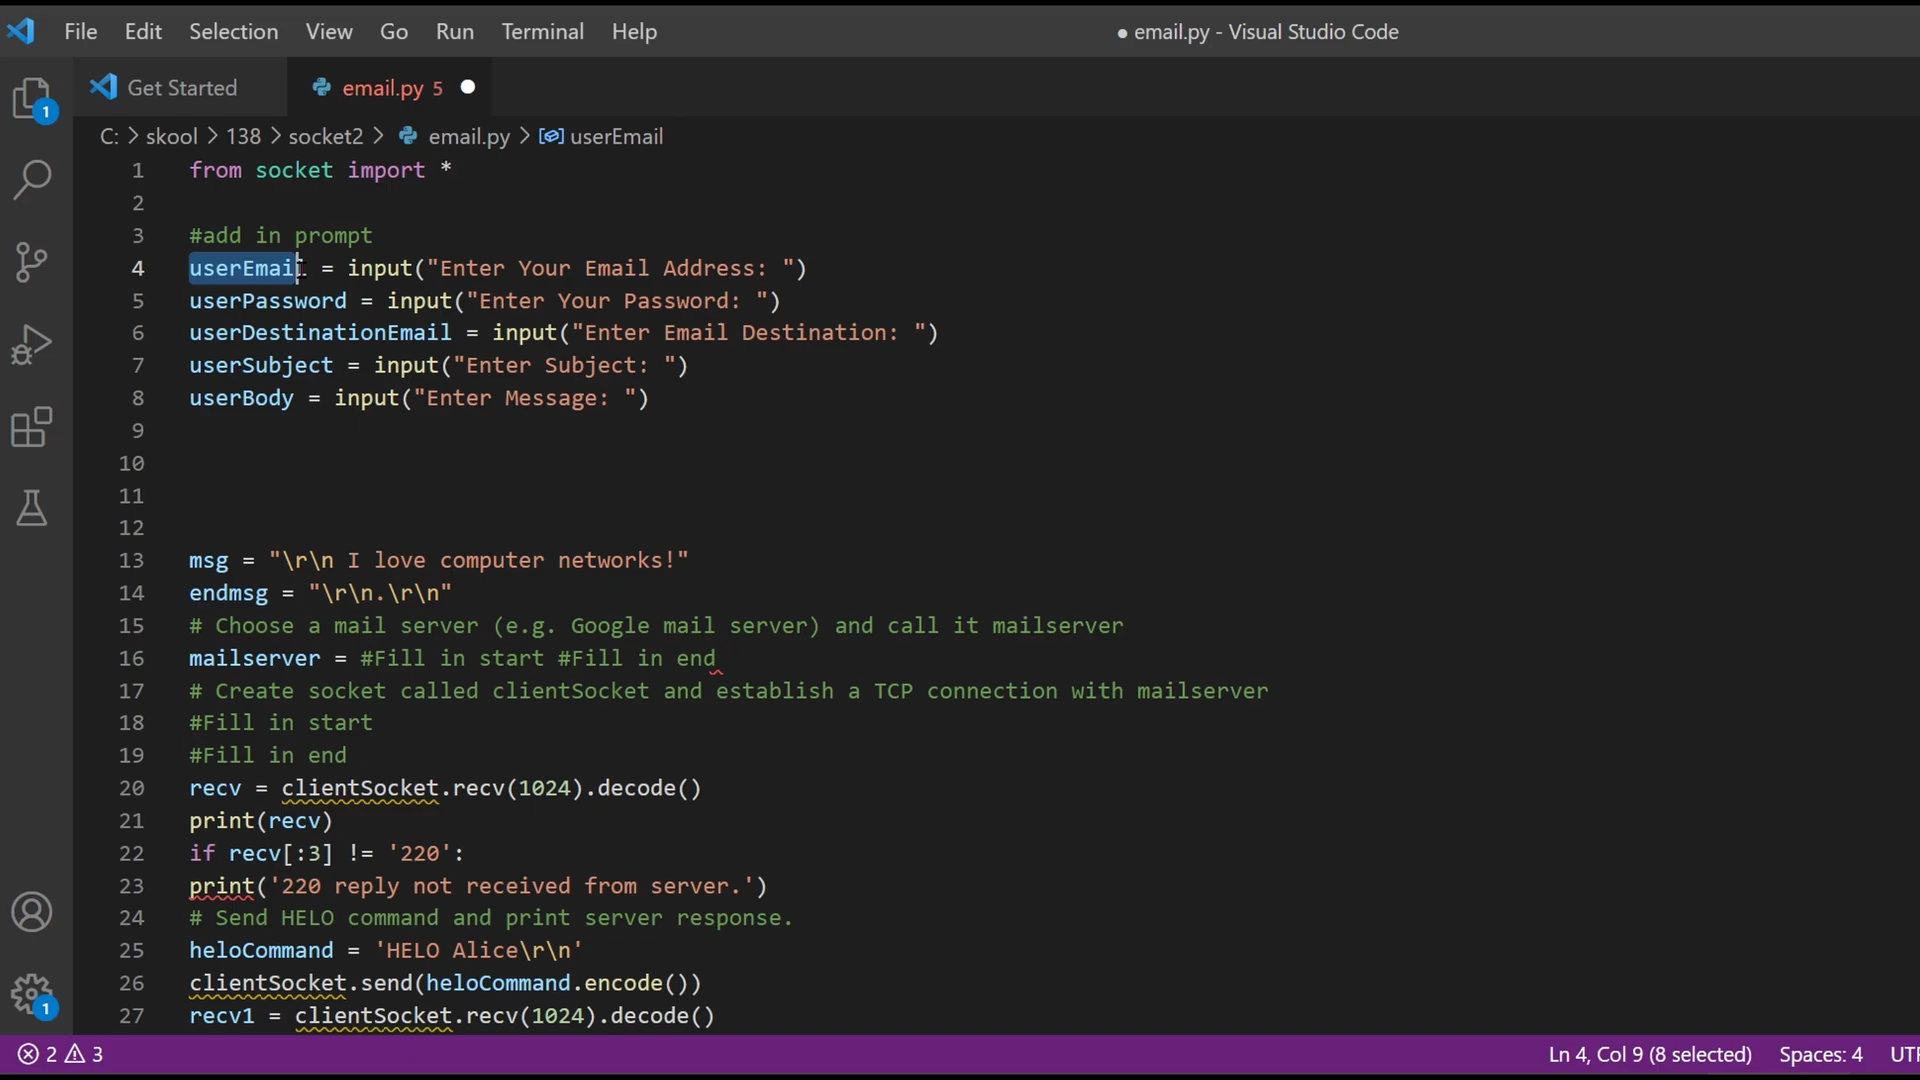 File Edit Selection View Go Run Terminal Help ● email.py - Visual Studio Code
Get Started email.py 5 ●
1
C: > skool > 138 > socket2 > email.py > userEmail
1 from socket import *
2
3 #add in prompt
4 userEmail = input("Enter Your Email Address: ")
5 userPassword = input("Enter Your Password: ")
6 userDestinationEmail = input("Enter Email Destination: ")
7 userSubject = input("Enter Subject: ")
8 userBody = input("Enter Message: ")
9
10
11
12
13 msg = "\r\n I love computer networks!"
14 endmsg = "\r\n.\r\n"
15 # Choose a mail server (e.g. Google mail server) and call it mailserver
16 mailserver = #Fill in start #Fill in end
17 # Create socket called clientSocket and establish a TCP connection with mailserver
18 #Fill in start
19 #Fill in end
20 recv = clientSocket.recv(1024).decode()
21 print(recv)
22 if recv[:3] != '220':
23 print('220 reply not received from server.')
24 # Send HELO command and print server response.
25 heloCommand = 'HELO Alice\r\n'
26 clientSocket.send(heloCommand.encode())
1
27 recv1 = clientSocket.recv(1024).decode()
2 3 Ln 4, Col 9 (8 selected) Spaces: 4 UTF